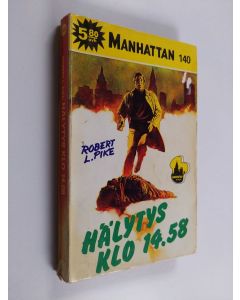 5 80
MANHATTAN 140
ROBERT
L. PIKE
HÄLYTYS
KLO 14.58